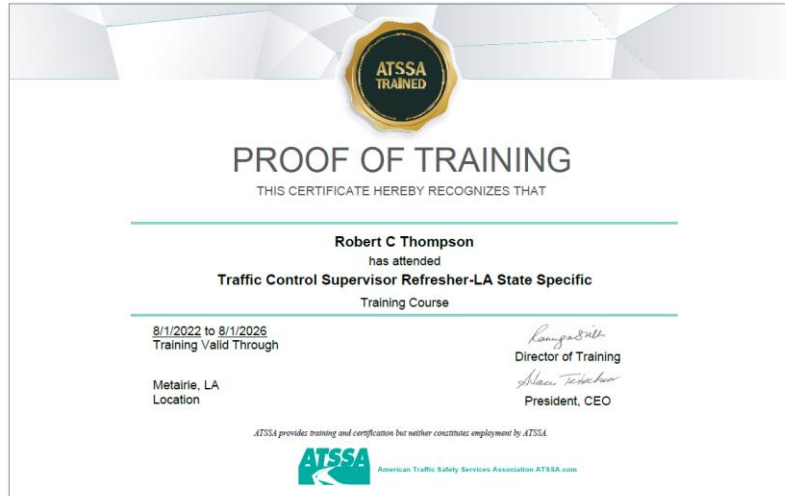 ATSSA
TRAINED
PROOF OF TRAINING
THIS CERTIFICATE HEREBY RECOGNIZES THAT
Robert C Thompson
has attended
Traffic Control Supervisor Refresher-LA State Specific
Training Course
8/1/2022 to 8/1/2026
Training Valid Through
Director of Training
Metairie, LA
Location
President, CEO
ATSSA provides training and certification but neither constitutes employment by ATSSA.
ATSSA
American Traffic Safety Services Association ATSSA.com